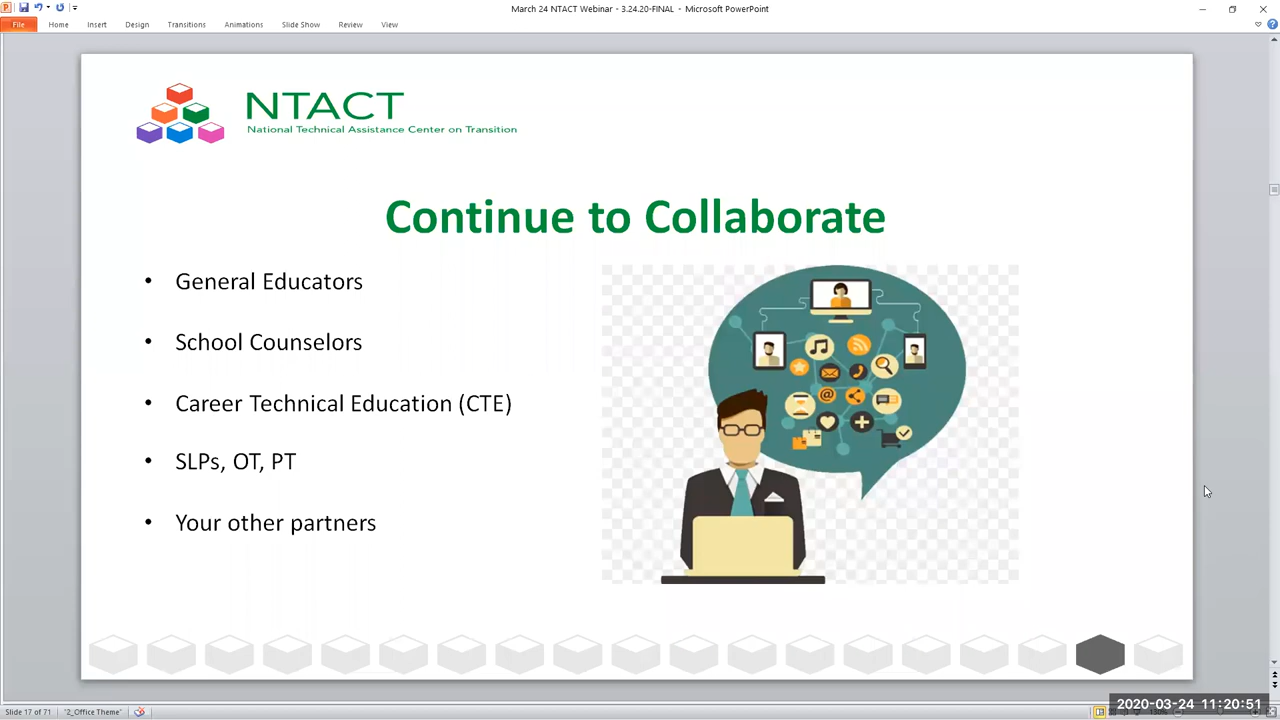 March 24 NTACT Webinar - 3.24.20-FINAL - Microsoft PowerPoint
File Home Insert Design Transitions Animations Slide Show Review View
NTACT
National Technical Assistance Center on Transition
Continue to Collaborate
• General Educators
• School Counselors
• Career Technical Education (CTE)
• SLPs, OT, PT
• Your other partners
Slide 17 of 71 "2_Office Theme"
2020-03-24 11:20:51